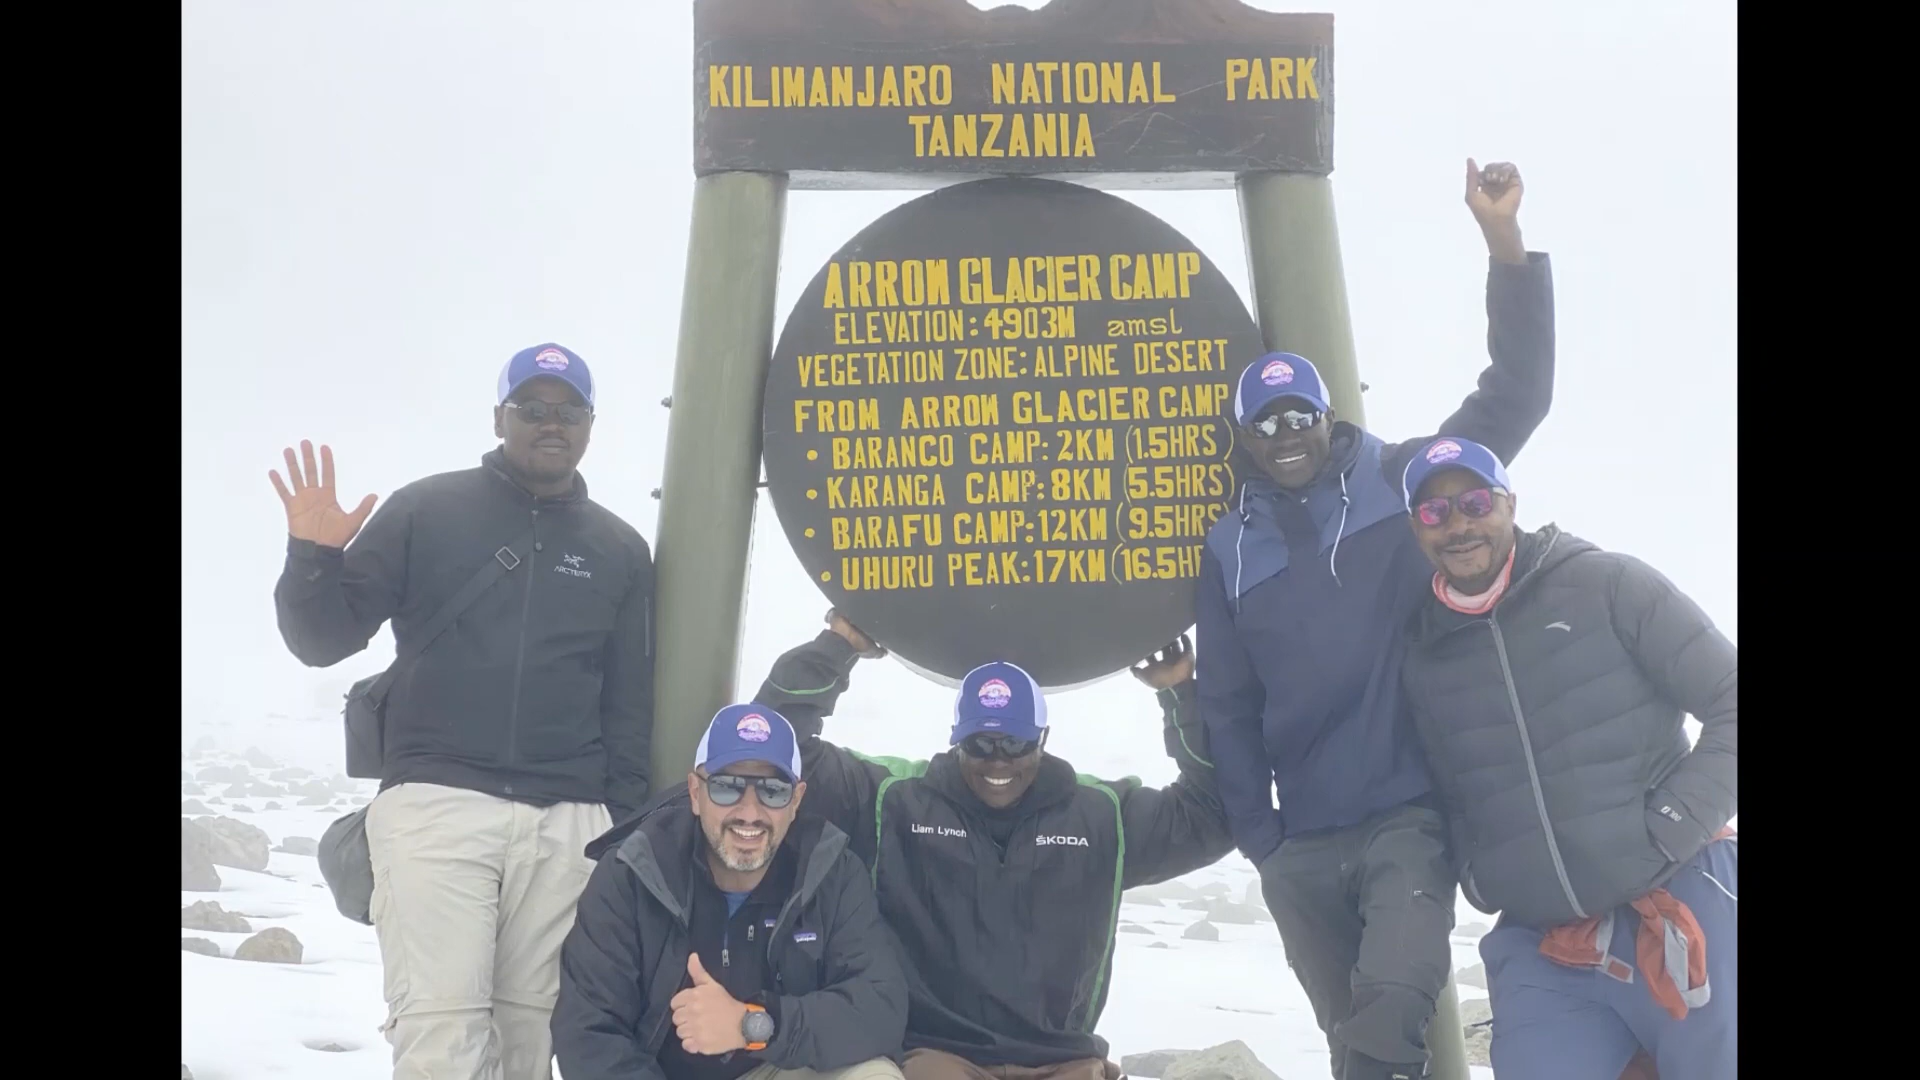 KILIMANJARO NATIONAL PARK
TANZANIA
ARROW GLACIER CAMP
ELEVATION: 4903M amsl
VEGETATION ZONE: ALPINE DESERT
FROM ARROW GLACIER CAMP
• BARANCO CAMP: 2KM (1.5HRS)
• KARANGA CAMP: 8KM (5.5HRS)
• BARAFU CAMP: 12KM (9.5HRS
• UHURU PEAK: 17KM (16.5H
ARC'TERYX
Liam Lynch
ŠKODA
patagonia